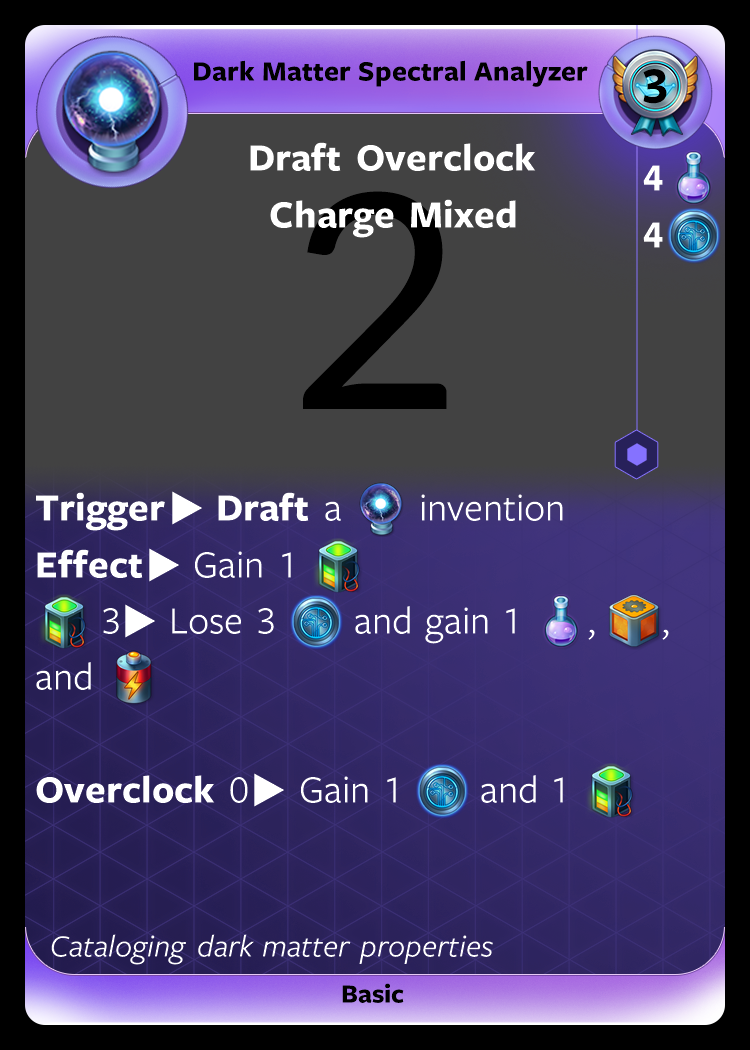 Dark Matter Spectral Analyzer
3
Draft Overclock
Charge Mixed
4
4
2
Trigger▶ Draft a invention
Effect▶ Gain 1
3▶ Lose 3 and gain 1 , ,
and
Overclock 0▶ Gain 1 and 1
Cataloging dark matter properties
Basic